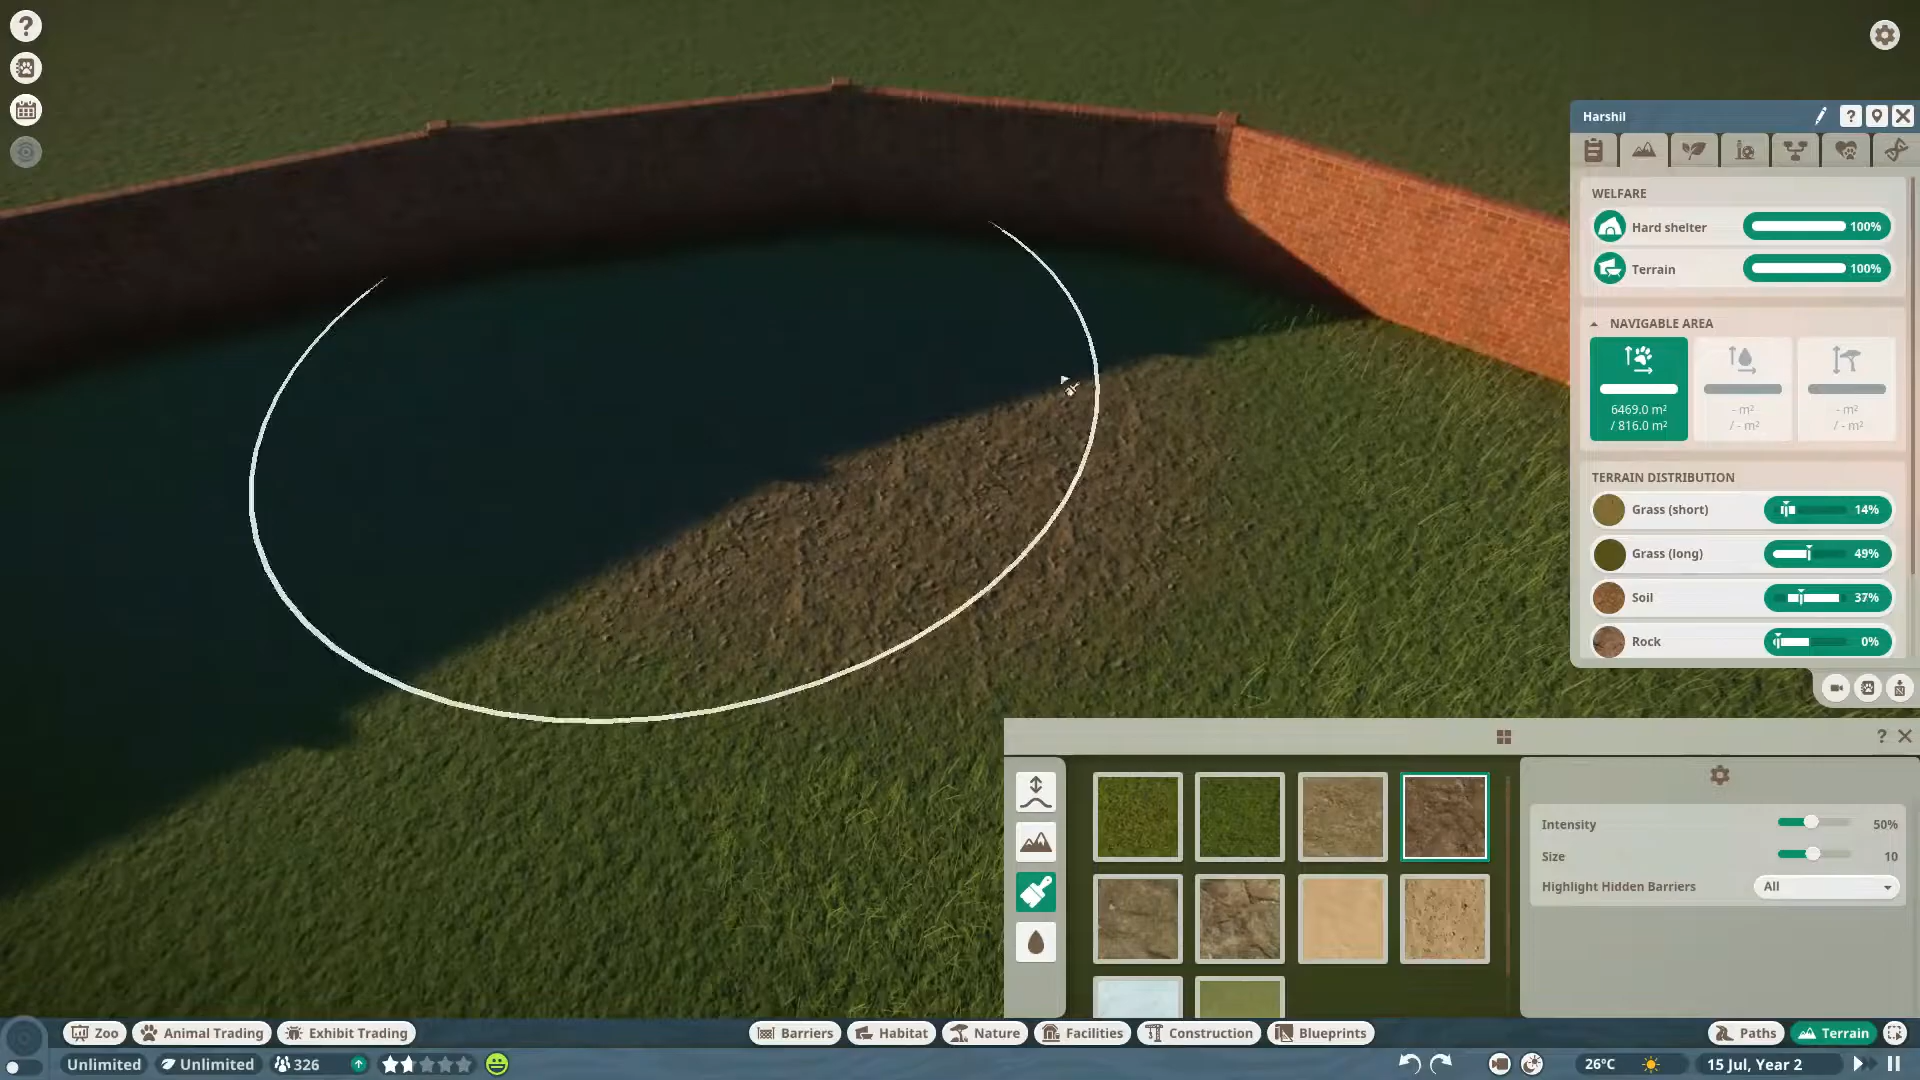 Harshil
WELFARE
Hard shelter 100%
Terrain 100%
NAVIGABLE AREA
6469.0 m² - m² - m²
/ 816.0 m² / - m² / - m²
TERRAIN DISTRIBUTION
Grass (short) 14%
Grass (long) 49%
Soil 37%
Rock 0%
Intensity 50%
Size 10
Highlight Hidden Barriers All
Zoo Animal Trading Exhibit Trading Barriers Habitat Nature Facilities Construction Blueprints Paths Terrain
Unlimited Unlimited 326 26°C 15 Jul, Year 2